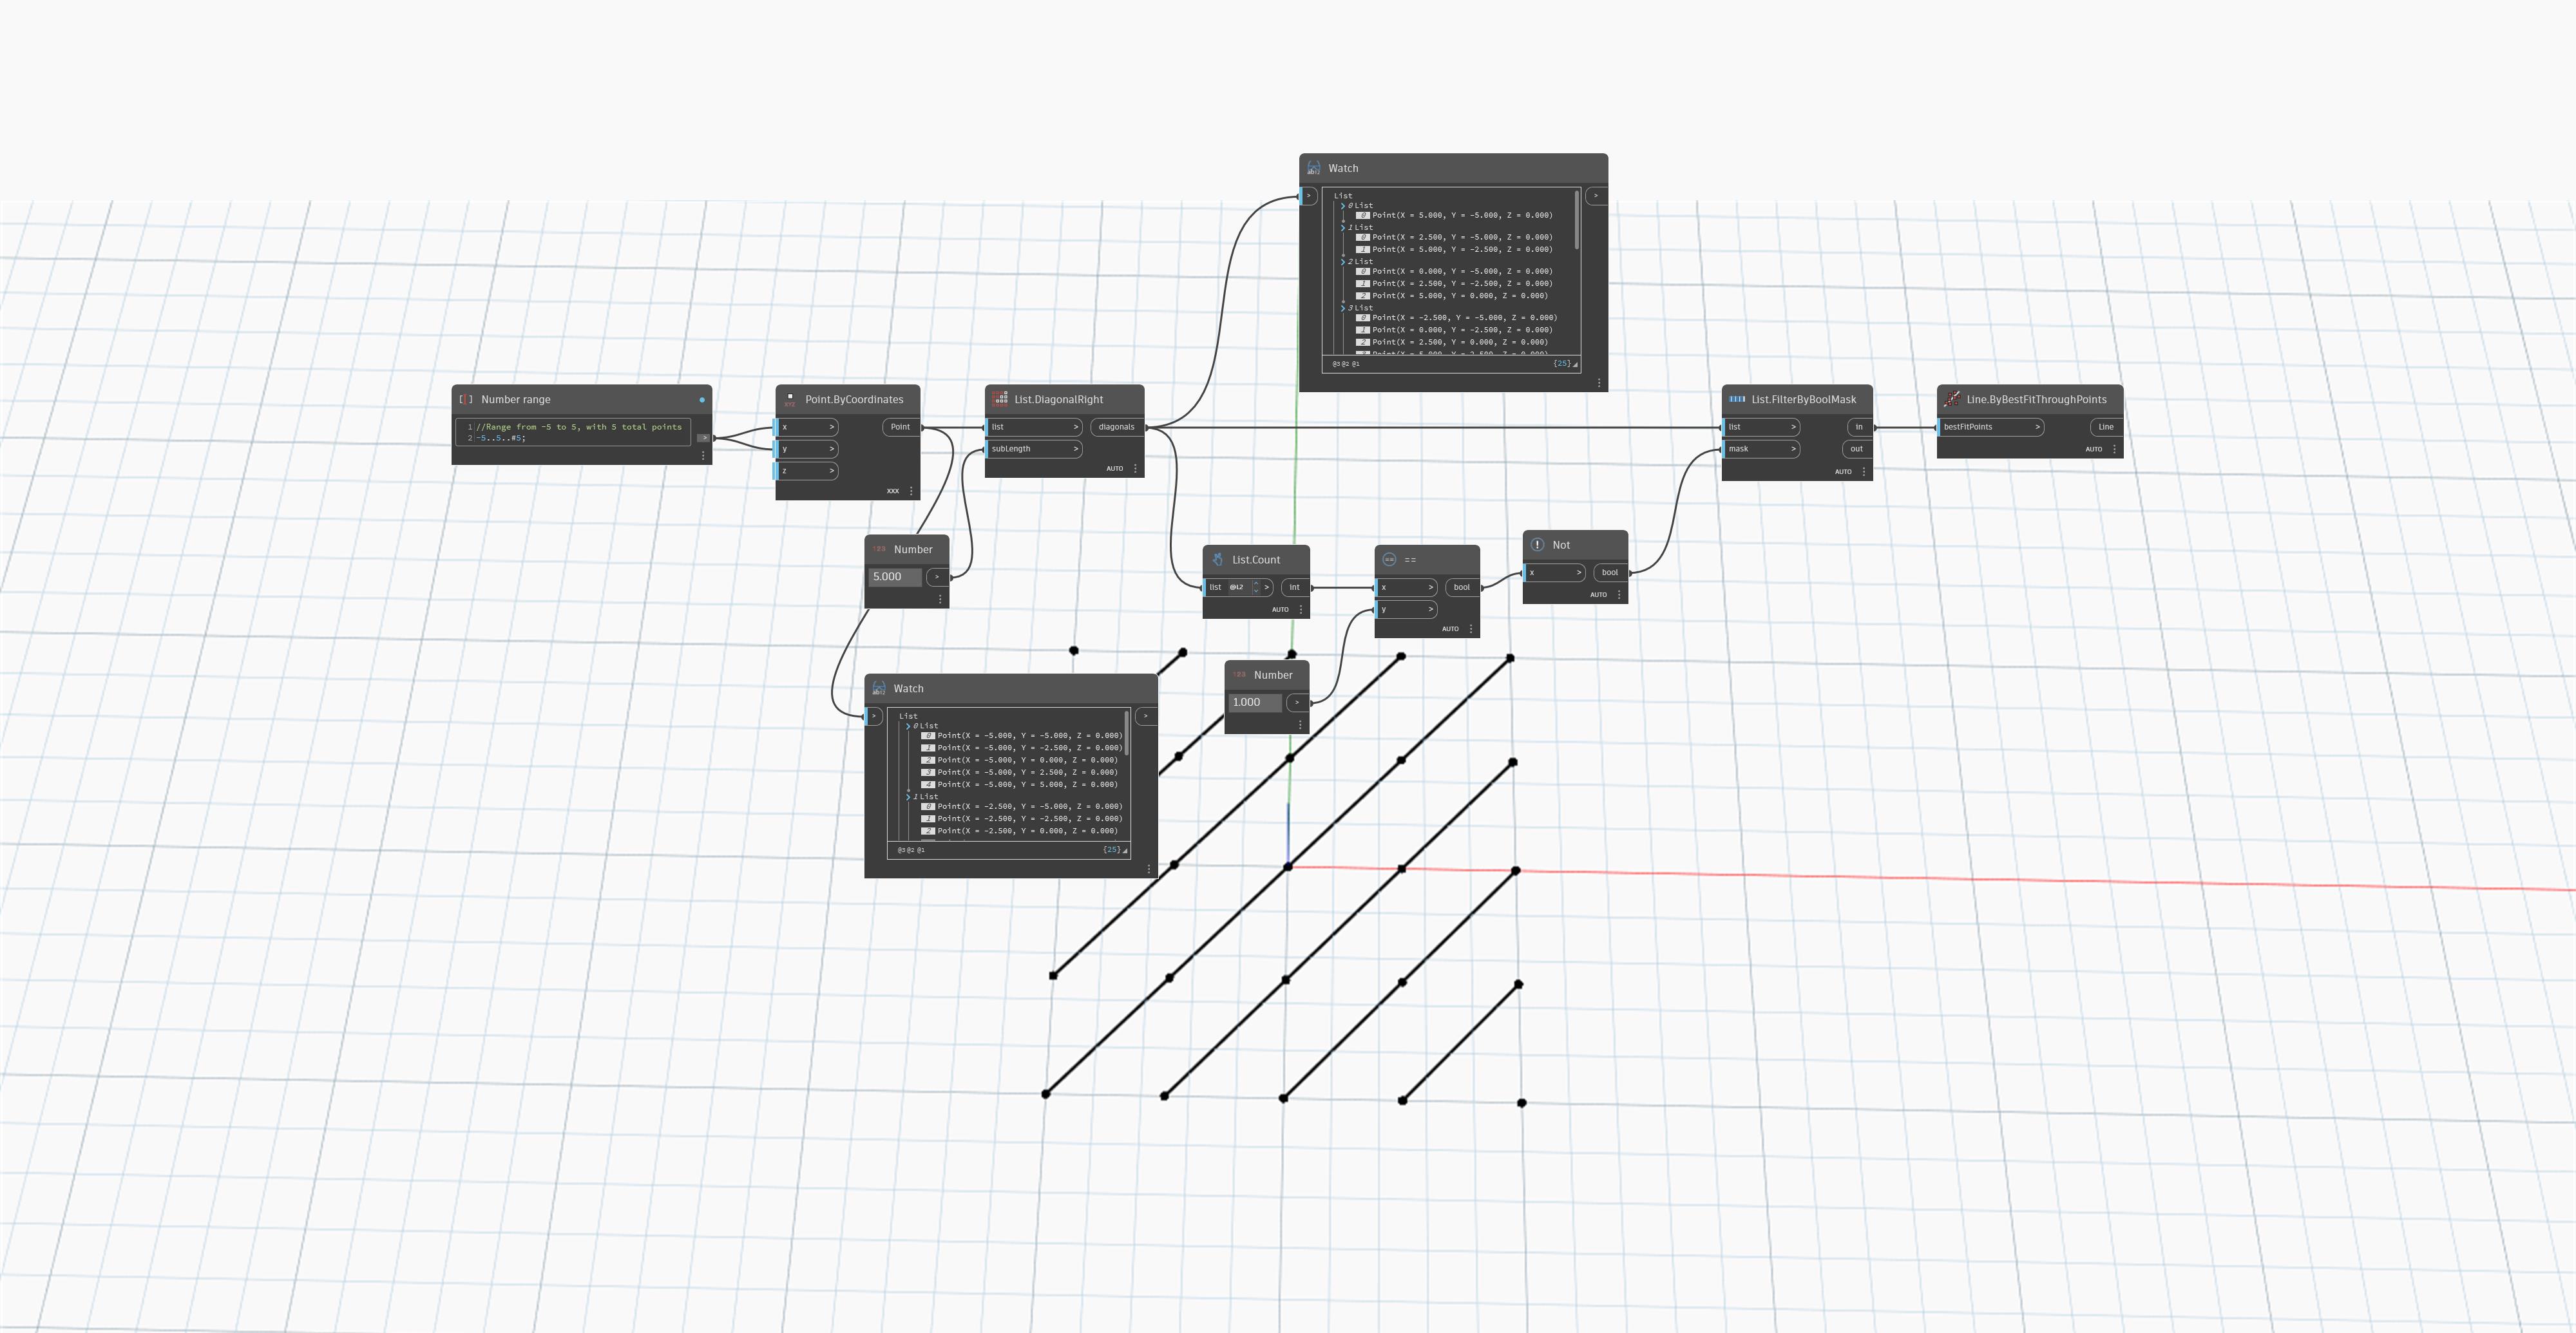 Watch
>
>
List
0 List
0 Point(X = 5.000, Y = -5.000, Z = 0.000)
1 List
0 Point(X = 2.500, Y = -5.000, Z = 0.000)
1 Point(X = 5.000, Y = -2.500, Z = 0.000)
2 List
0 Point(X = 0.000, Y = -5.000, Z = 0.000)
1 Point(X = 2.500, Y = -2.500, Z = 0.000)
2 Point(X = 5.000, Y = 0.000, Z = 0.000)
3 List
0 Point(X = -2.500, Y = -5.000, Z = 0.000)
1 Point(X = 0.000, Y = -2.500, Z = 0.000)
2 Point(X = 2.500, Y = 0.000, Z = 0.000)
@3 @2 @1 {25}
Number range
1 //Range from -5 to 5, with 5 total points
2 -5..5..#5;
>
Point.ByCoordinates
XYZ
x > Point
y >
z >
XXX
List.DiagonalRight
list > diagonals
subLength >
AUTO
List.FilterByBoolMask
list > in
mask > out
AUTO
Line.ByBestFitThroughPoints
bestFitPoints > Line
AUTO
Number
5.000 >
List.Count
list @L2 > int
AUTO
==
x > bool
y >
AUTO
Not
x > bool
AUTO
Number
1.000 >
Watch
>
>
List
0 List
0 Point(X = -5.000, Y = -5.000, Z = 0.000)
1 Point(X = -5.000, Y = -2.500, Z = 0.000)
2 Point(X = -5.000, Y = 0.000, Z = 0.000)
3 Point(X = -5.000, Y = 2.500, Z = 0.000)
4 Point(X = -5.000, Y = 5.000, Z = 0.000)
1 List
0 Point(X = -2.500, Y = -5.000, Z = 0.000)
1 Point(X = -2.500, Y = -2.500, Z = 0.000)
2 Point(X = -2.500, Y = 0.000, Z = 0.000)
@3 @2 @1 {25}